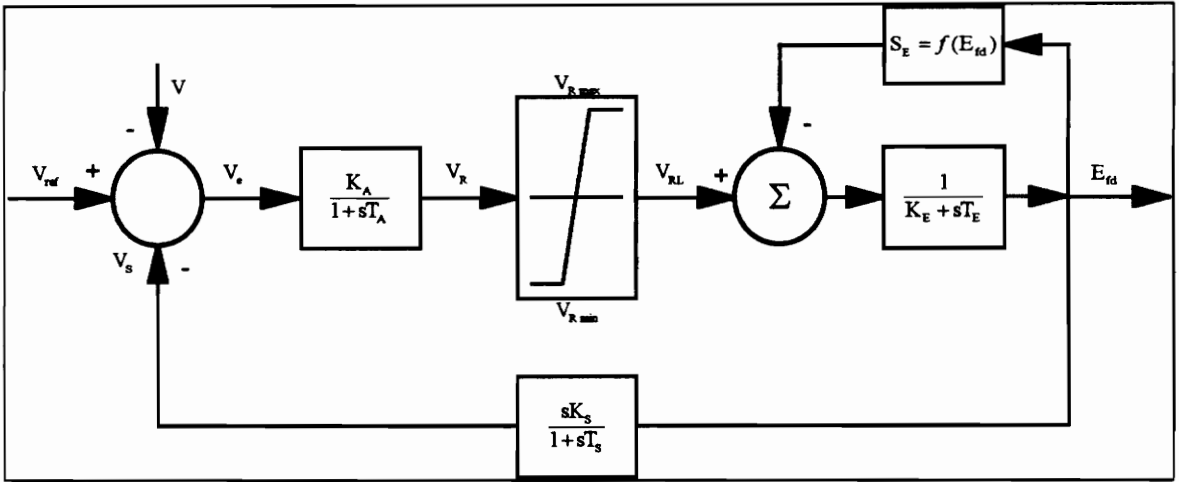 S_E = f(E_fd)
V
-
V_R max
-
V_ref
+
V_e
K_A
1+sT_A
V_R
V_RL
+
Σ
1
K_E + sT_E
E_fd
V_S
-
V_R min
sK_S
1+sT_S